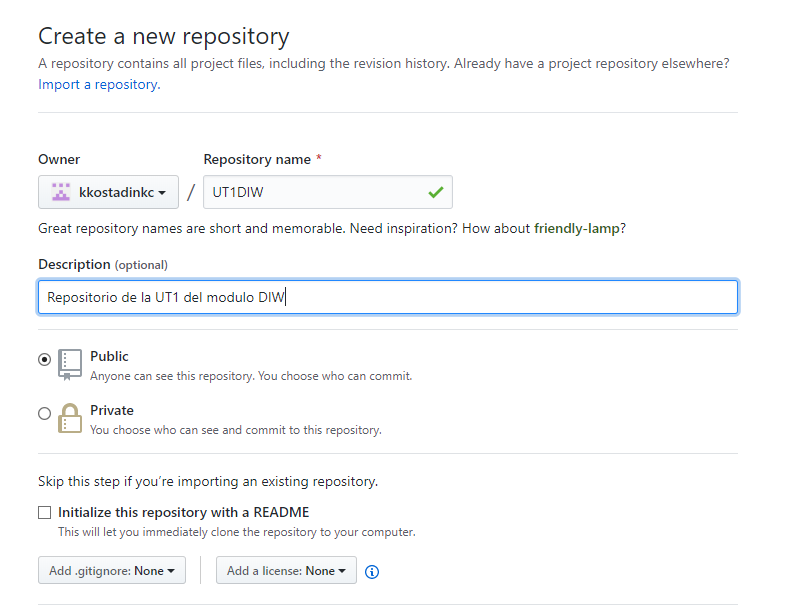 Create a new repository
A repository contains all project files, including the revision history. Already have a project repository elsewhere?
Import a repository.
Owner
Repository name *
kkostadinkc
/
UT1DIW
Great repository names are short and memorable. Need inspiration? How about friendly-lamp?
Description (optional)
Repositorio de la UT1 del modulo DIW
Public
Anyone can see this repository. You choose who can commit.
Private
You choose who can see and commit to this repository.
Skip this step if you’re importing an existing repository.
Initialize this repository with a README
This will let you immediately clone the repository to your computer.
Add .gitignore: None
Add a license: None